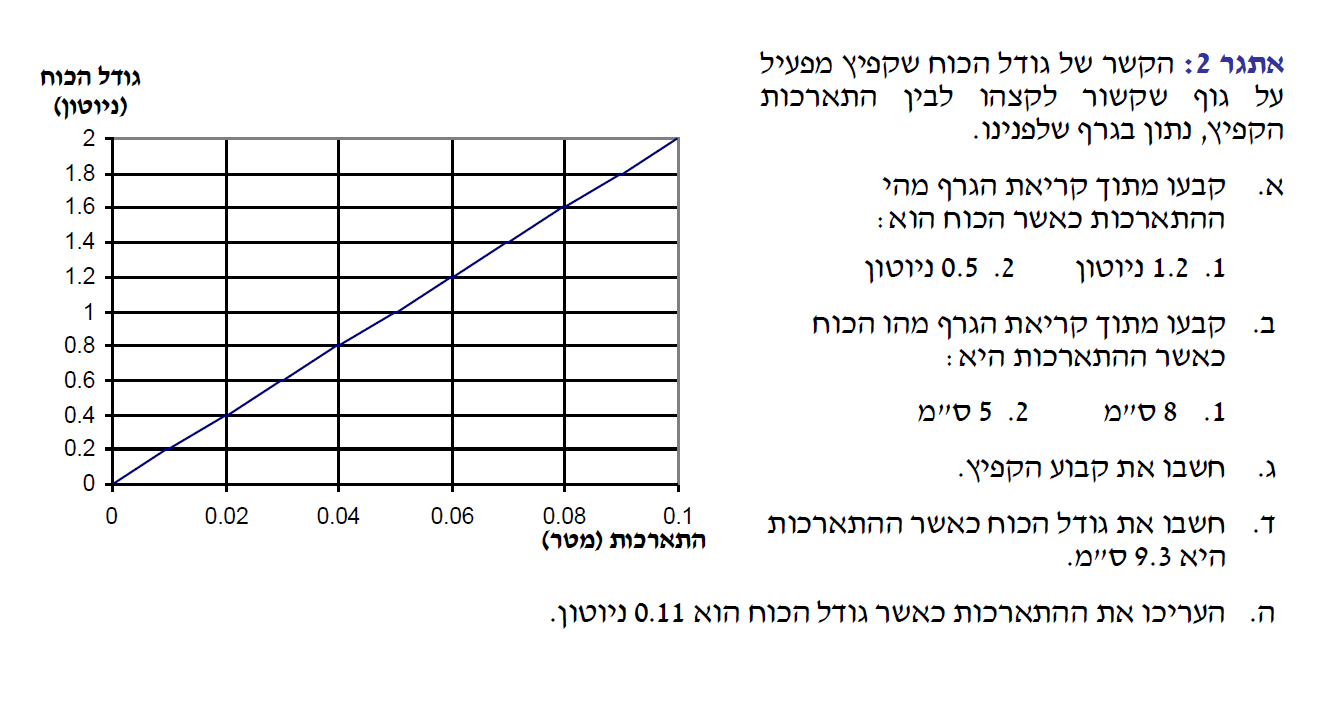 אתגר 2: הקשר של גודל הכוח שקפיץ מפעיל
על גוף שקשור לקצהו לבין התארכות
הקפיץ, נתון בגרף שלפנינו.
א. קבעו מתוך קריאת הגרף מהי
ההתארכות כאשר הכוח הוא:
1. 1.2 ניוטון 2. 0.5 ניוטון
ב. קבעו מתוך קריאת הגרף מהו הכוח
כאשר ההתארכות היא:
1. 8 ס״מ 2. 5 ס״מ
ג. חשבו את קבוע הקפיץ.
ד. חשבו את גודל הכוח כאשר ההתארכות
היא 9.3 ס״מ.
ה. העריכו את ההתארכות כאשר גודל הכוח הוא 0.11 ניוטון.
גודל הכוח
(ניוטון)
2
1.8
1.6
1.4
1.2
1
0.8
0.6
0.4
0.2
0
0 0.02 0.04 0.06 0.08 0.1
התארכות (מטר)